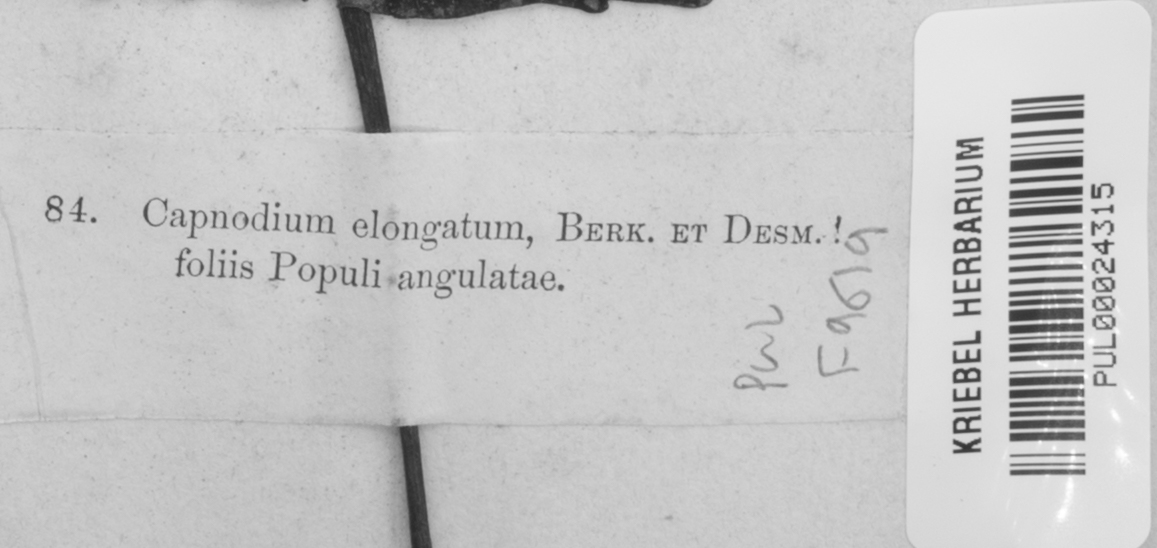 84. Capnodium elongatum, BERK. ET DESM.!
foliis Populi angulatae.
PUL
F9619
KRIEBEL HERBARIUM
PUL00024315